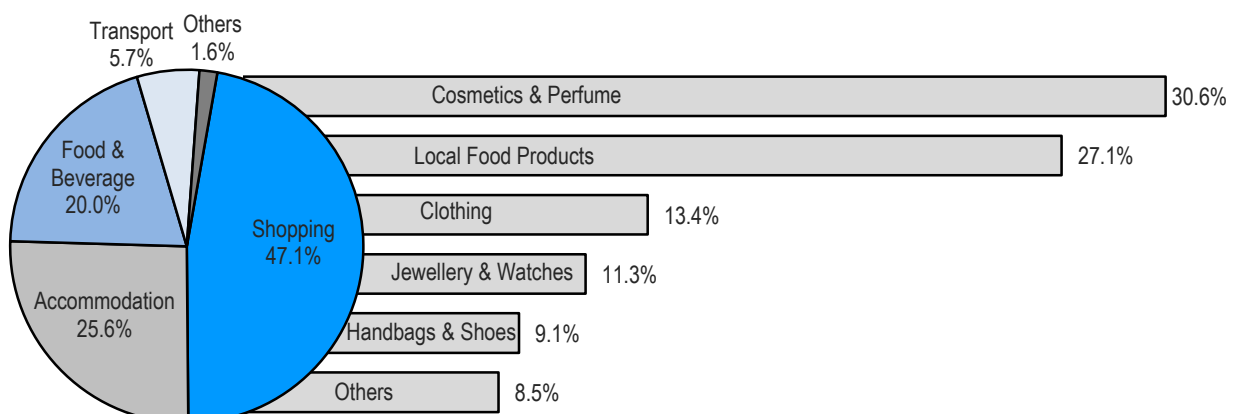 Transport
5.7%
Others
1.6%
Food &
Beverage
20.0%
Accommodation
25.6%
Shopping
47.1%
Cosmetics & Perfume
30.6%
Local Food Products
27.1%
Clothing
13.4%
Jewellery & Watches
11.3%
Handbags & Shoes
9.1%
Others
8.5%